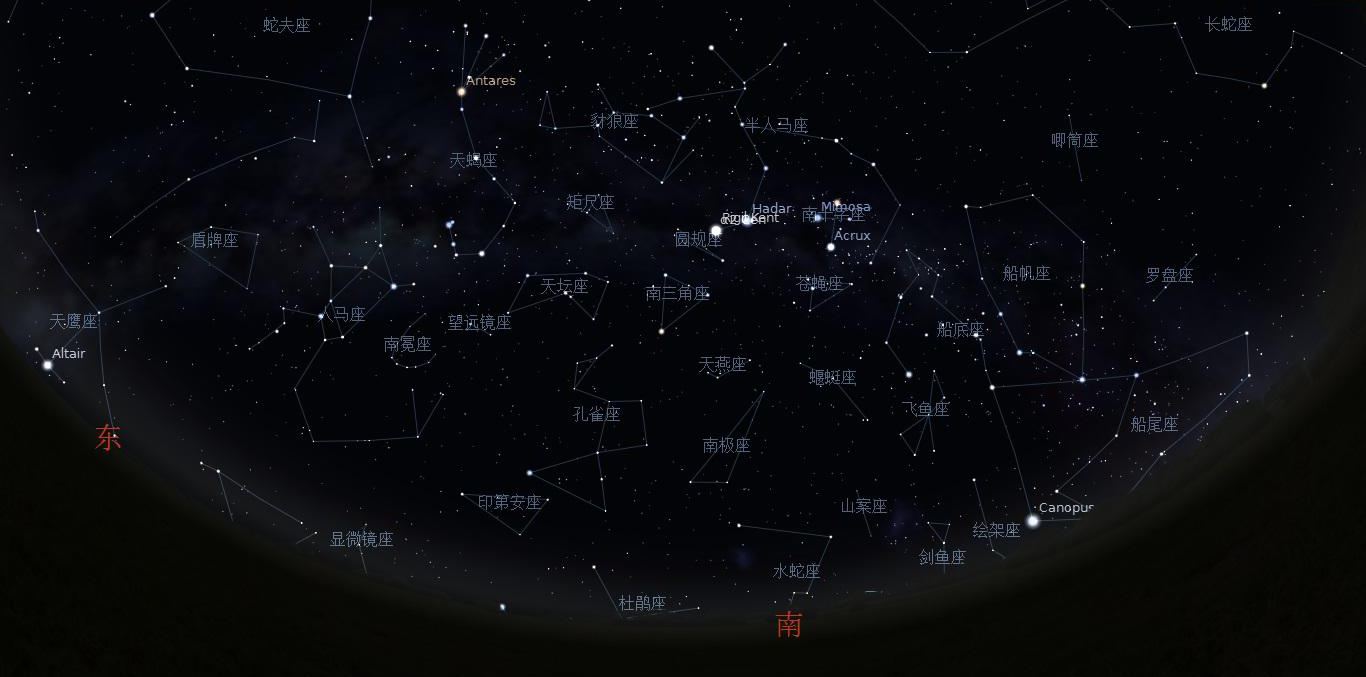 蛇夫座
长蛇座
Antares
豺狼座
半人马座
唧筒座
天蝎座
矩尺座
Hadar
Mimosa
南十字座
Rigil Kent
盾牌座
圆规座
Acrux
船帆座
罗盘座
天坛座
南三角座
苍蝇座
人马座
天鹰座
望远镜座
船底座
南冕座
Altair
天燕座
蝘蜓座
孔雀座
飞鱼座
船尾座
东
南极座
印第安座
山案座
Canopus
绘架座
显微镜座
剑鱼座
水蛇座
杜鹃座
南